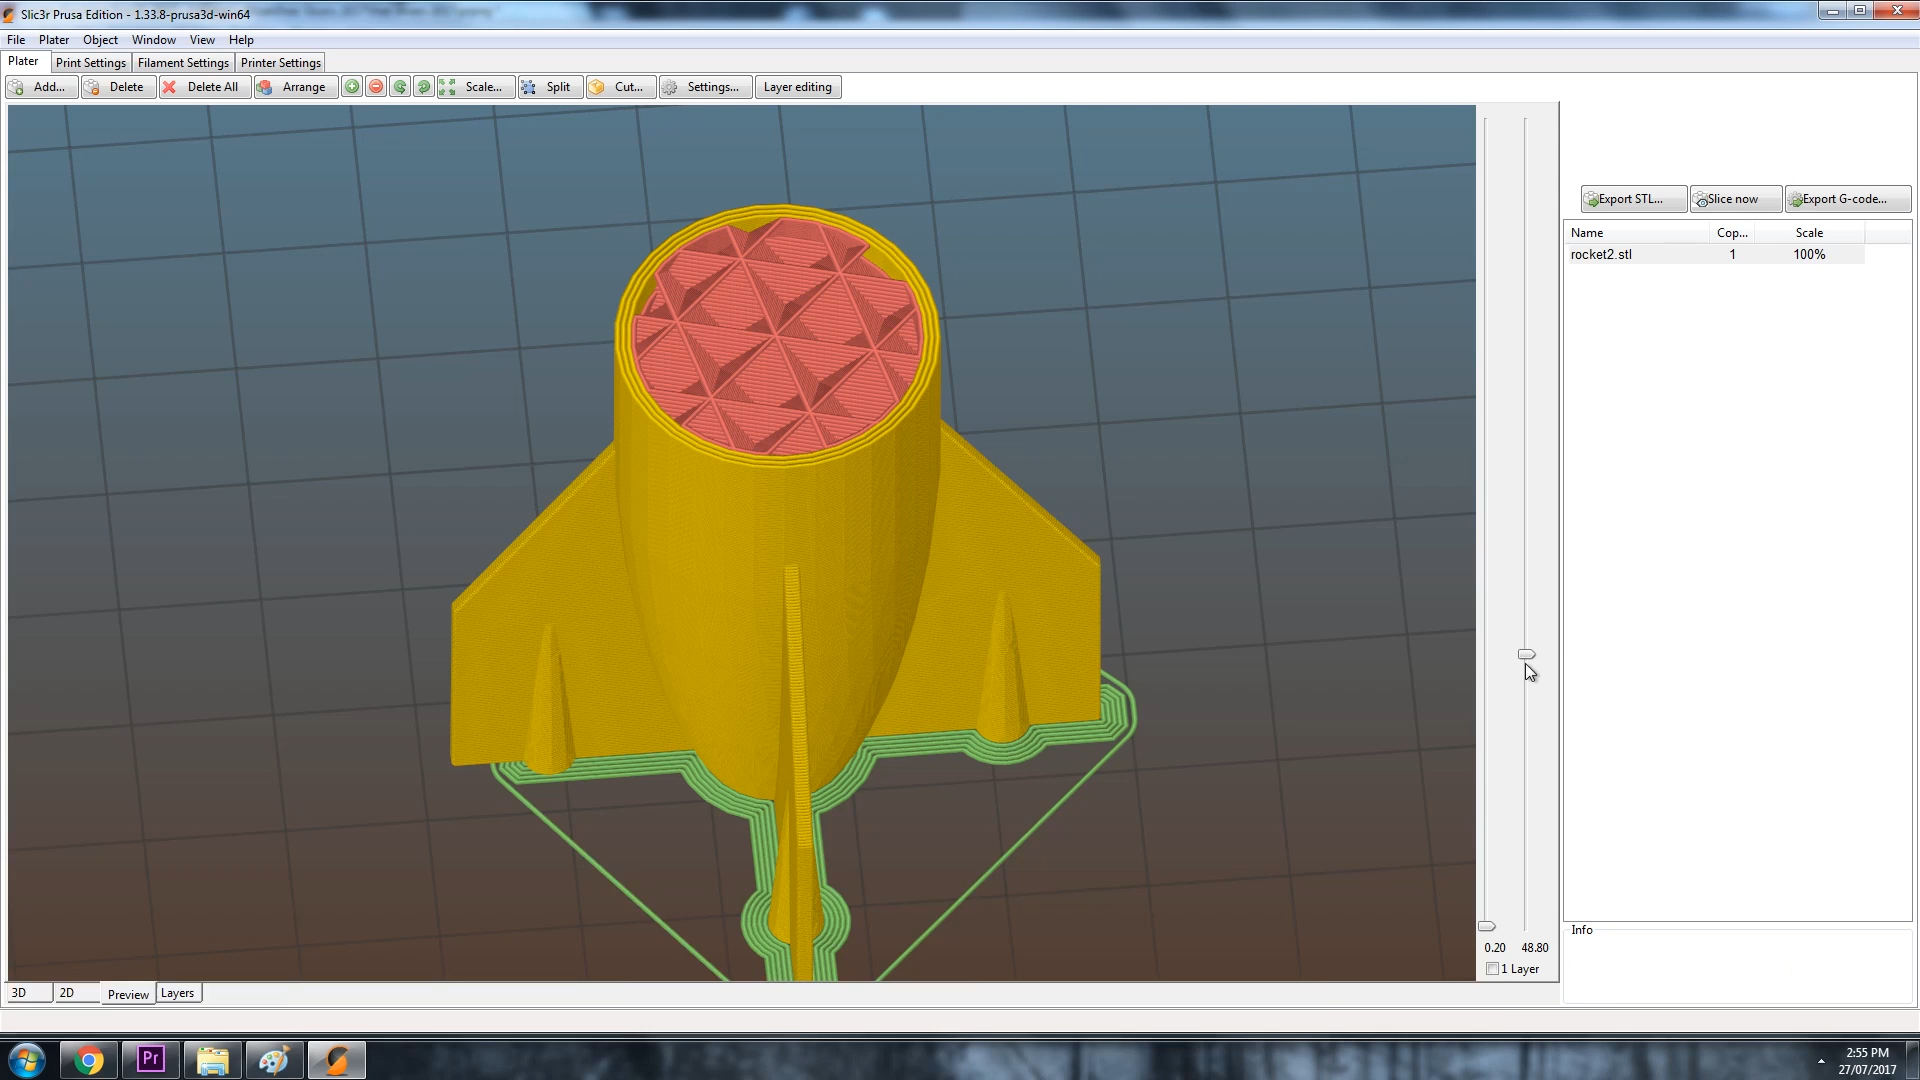 Slic3r Prusa Edition - 1.33.8-prusa3d-win64
File Plater Object Window View Help
Plater Print Settings Filament Settings Printer Settings
Add... Delete Delete All Arrange Scale... Split Cut... Settings... Layer editing
Export STL... Slice now Export G-code...
Name Cop... Scale
rocket2.stl 1 100%
Info
0.20 48.80
1 Layer
3D 2D Preview Layers
Pr
2:55 PM
27/07/2017